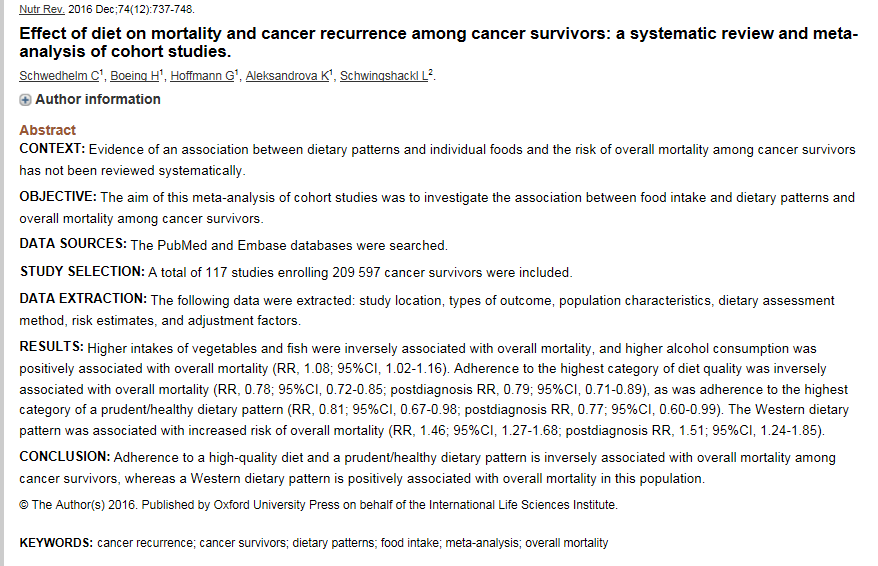 Nutr Rev. 2016 Dec;74(12):737-748.
Effect of diet on mortality and cancer recurrence among cancer survivors: a systematic review and meta-
analysis of cohort studies.
Schwedhelm C1, Boeing H1, Hoffmann G1, Aleksandrova K1, Schwingshackl L2.
Author information
Abstract
CONTEXT: Evidence of an association between dietary patterns and individual foods and the risk of overall mortality among cancer survivors
has not been reviewed systematically.
OBJECTIVE: The aim of this meta-analysis of cohort studies was to investigate the association between food intake and dietary patterns and
overall mortality among cancer survivors.
DATA SOURCES: The PubMed and Embase databases were searched.
STUDY SELECTION: A total of 117 studies enrolling 209 597 cancer survivors were included.
DATA EXTRACTION: The following data were extracted: study location, types of outcome, population characteristics, dietary assessment
method, risk estimates, and adjustment factors.
RESULTS: Higher intakes of vegetables and fish were inversely associated with overall mortality, and higher alcohol consumption was
positively associated with overall mortality (RR, 1.08; 95%CI, 1.02-1.16). Adherence to the highest category of diet quality was inversely
associated with overall mortality (RR, 0.78; 95%CI, 0.72-0.85; postdiagnosis RR, 0.79; 95%CI, 0.71-0.89), as was adherence to the highest
category of a prudent/healthy dietary pattern (RR, 0.81; 95%CI, 0.67-0.98; postdiagnosis RR, 0.77; 95%CI, 0.60-0.99). The Western dietary
pattern was associated with increased risk of overall mortality (RR, 1.46; 95%CI, 1.27-1.68; postdiagnosis RR, 1.51; 95%CI, 1.24-1.85).
CONCLUSION: Adherence to a high-quality diet and a prudent/healthy dietary pattern is inversely associated with overall mortality among
cancer survivors, whereas a Western dietary pattern is positively associated with overall mortality in this population.
© The Author(s) 2016. Published by Oxford University Press on behalf of the International Life Sciences Institute.
KEYWORDS: cancer recurrence; cancer survivors; dietary patterns; food intake; meta-analysis; overall mortality